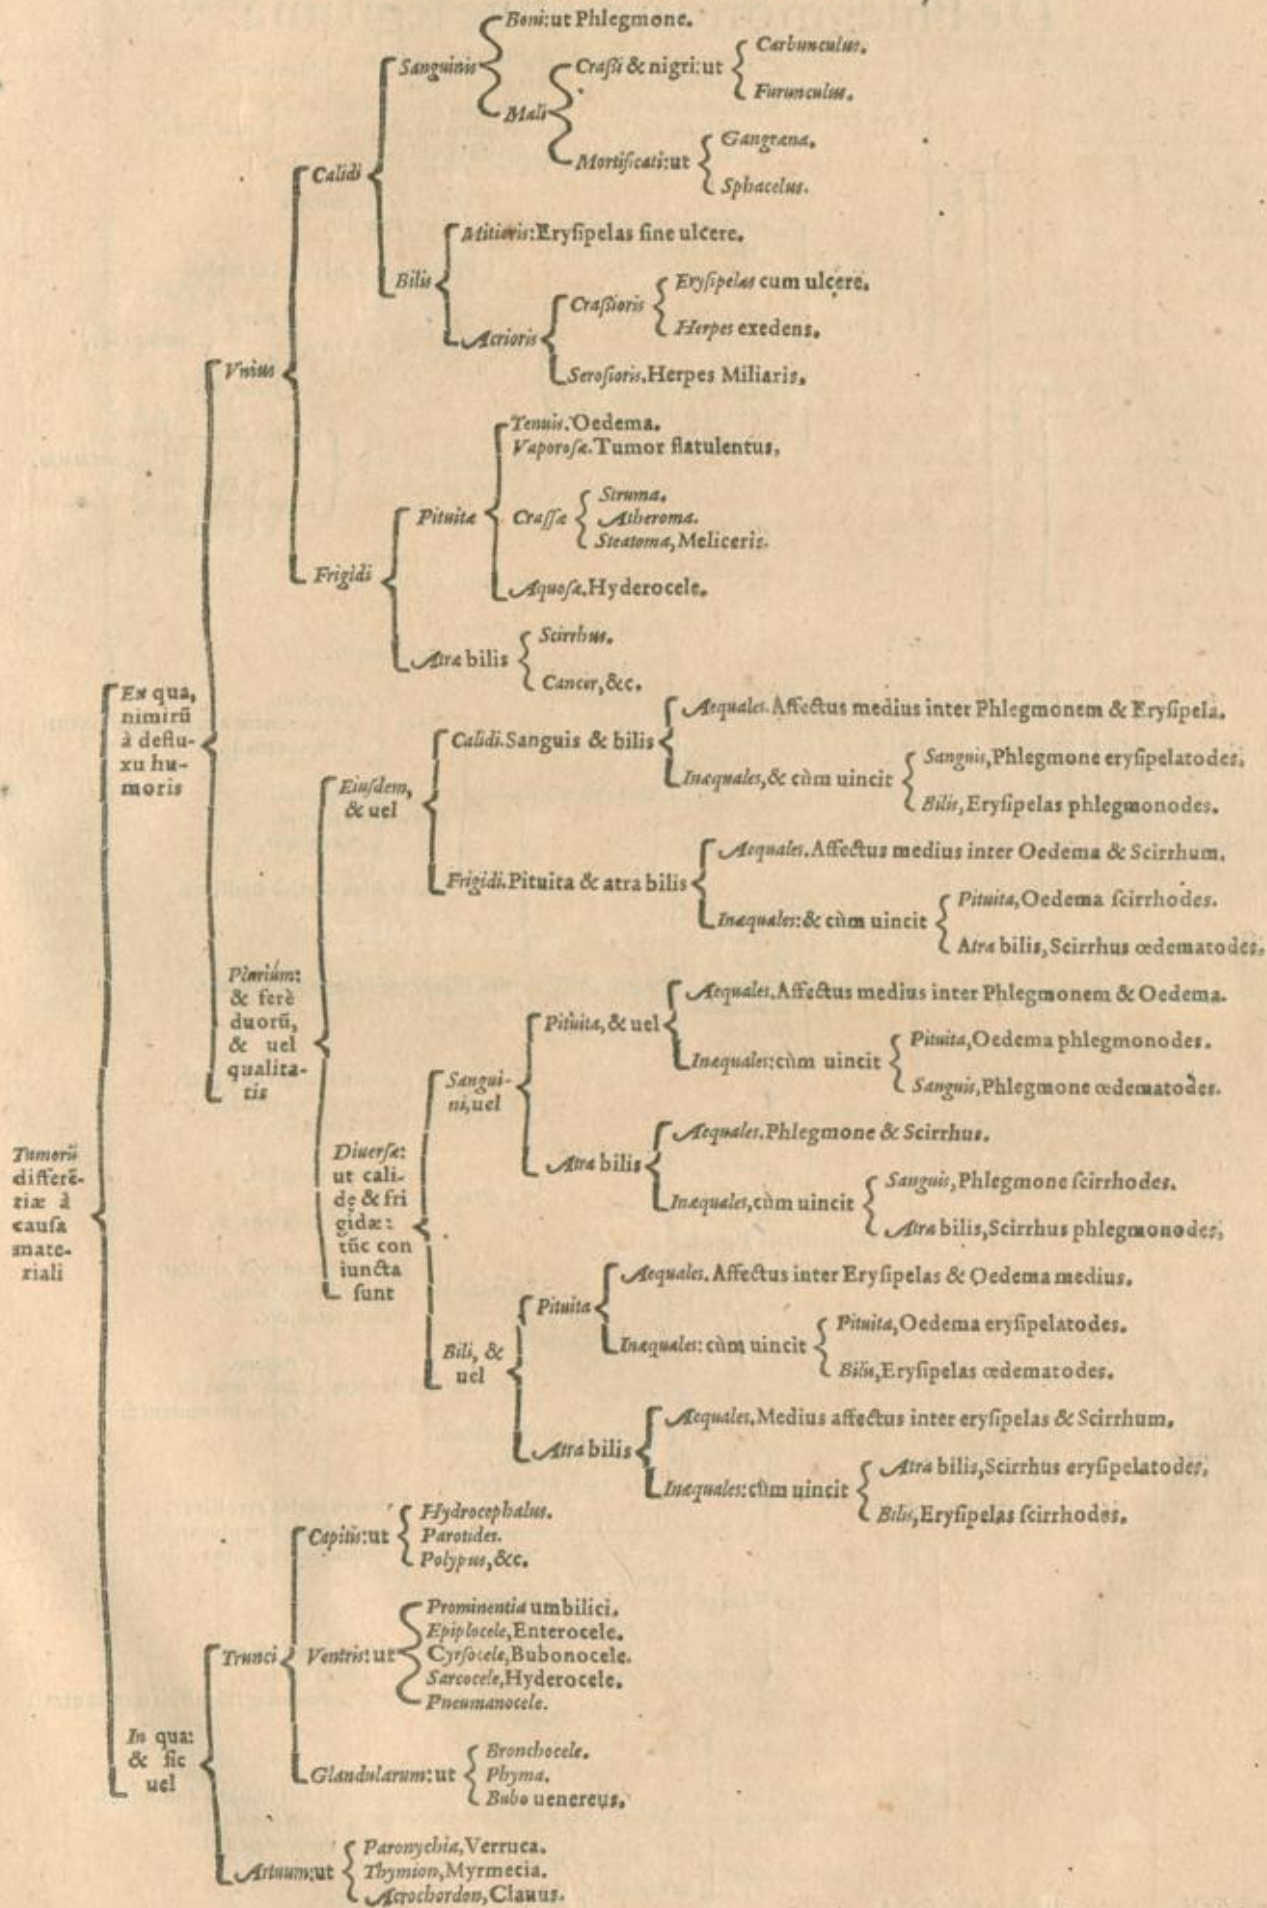 Boni:ut Phlegmone.
Sanguinis
Craſsi & nigri:ut
Carbunculus.
Furunculus.
Mali
Mortificati:ut
Gangræna.
Sphacelus.
Calidi
Mitioris:Eryſipelas ſine ulcere.
Bilis
Craſsioris
Eryſipelas cum ulcere.
Herpes exedens.
Acrioris
Seroſioris.Herpes Miliaris.
Vnius
Tenuis.Oedema.
Vaporoſæ.Tumor flatulentus.
Pituitæ
Craſſæ
Struma.
Atheroma.
Steatoma,Meliceris.
Aquoſæ.Hyderocele.
Frigidi
Atræ bilis
Scirrhus.
Cancer,&c.
Ex qua,
nimirū
à deflu-
xu hu-
moris
Aequales.Affectus medius inter Phlegmonem & Eryſipela.
Calidi.Sanguis & bilis
Inæquales,& cùm uincit
Sanguis,Phlegmone eryſipelatodes.
Bilis,Eryſipelas phlegmonodes.
Eiuſdem,
& uel
Aequales.Affectus medius inter Oedema & Scirrhum.
Frigidi.Pituita & atra bilis
Inæquales:& cùm uincit
Pituita,Oedema ſcirrhodes.
Atra bilis,Scirrhus œdematodes.
Plurium:
& ferè
duorū,
& uel
qualita-
tis
Aequales.Affectus medius inter Phlegmonem & Oedema.
Pituita,& uel
Inæquales:cùm uincit
Pituita,Oedema phlegmonodes.
Sanguis,Phlegmone œdematodes.
Sangui-
ni,uel
Aequales.Phlegmone & Scirrhus.
Atra bilis
Inæquales,cùm uincit
Sanguis,Phlegmone ſcirrhodes.
Atra bilis,Scirrhus phlegmonodes.
Diuerſæ:
ut cali-
dę & fri
gidæ:
tūc con
iuncta
ſunt
Aequales.Affectus inter Eryſipelas & Oedema medius.
Pituita
Inæquales:cùm uincit
Pituita,Oedema eryſipelatodes.
Bilis,Eryſipelas œdematodes.
Bili, &
uel
Aequales.Medius affectus inter eryſipelas & Scirrhum.
Atra bilis
Inæquales:cùm uincit
Atra bilis,Scirrhus eryſipelatodes.
Bilis,Eryſipelas ſcirrhodes.
Tumorū
differē-
tiæ à
cauſa
mate-
riali
Capitis:ut
Hydrocephalus.
Parotides.
Polypus,&c.
Trunci
Ventris:ut
Prominentia umbilici.
Epiplocele,Enterocele.
Cyrſocele,Bubonocele.
Sarcocele,Hyderocele.
Pneumanocele.
In qua:
& ſic
uel
Glandularum:ut
Bronchocele.
Phyma.
Bubo uenereus.
Artuum:ut
Paronychia,Verruca.
Thymion,Myrmecia.
Acrochordon,Clauus.